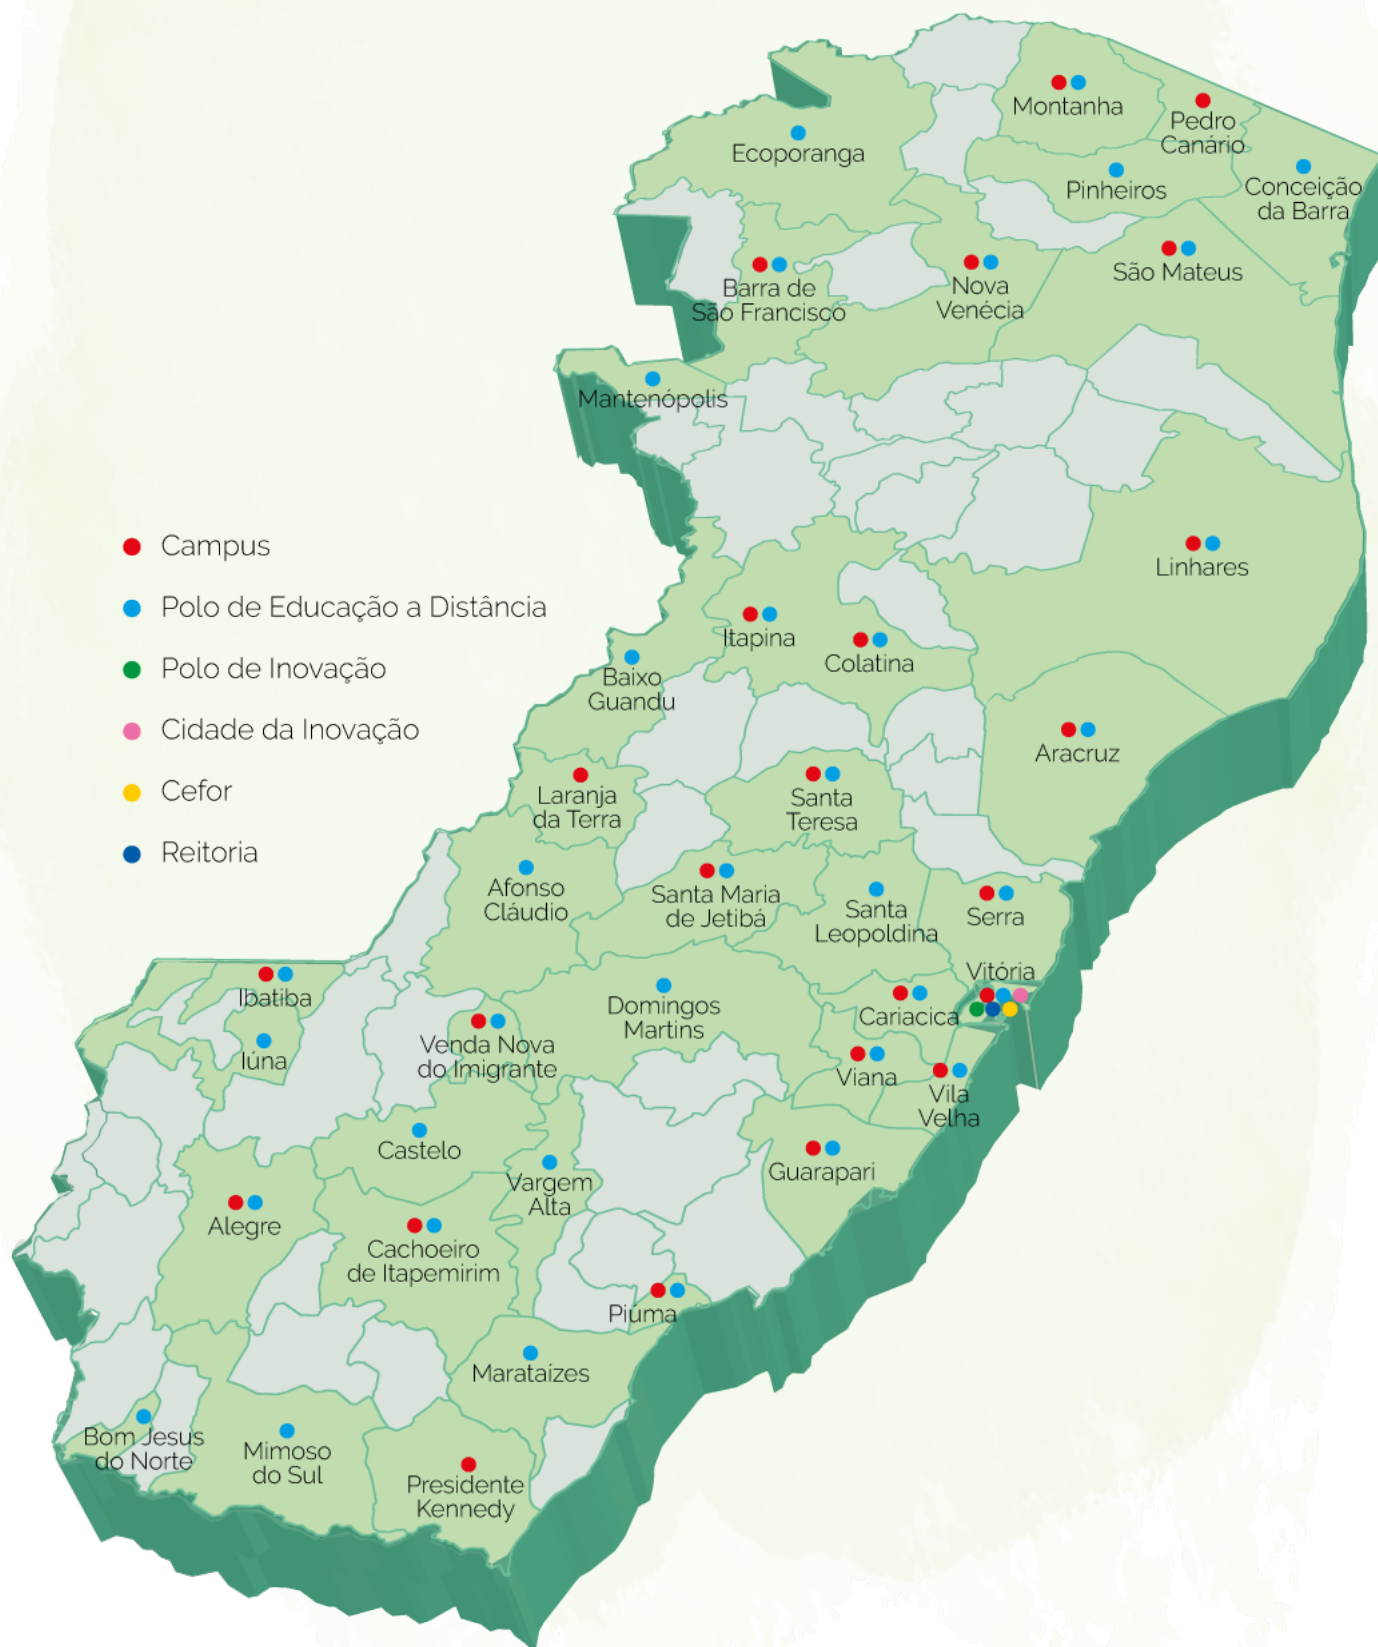 Montanha
Pedro
Canário
Ecoporanga
Pinheiros
Conceição
da Barra
São Mateus
Barra de
São Francisco
Nova
Venécia
Mantenópolis
Campus
Polo de Educação a Distância
Polo de Inovação
Cidade da Inovação
Cefor
Reitoria
Linhares
Itapina
Colatina
Baixo
Guandu
Aracruz
Laranja
da Terra
Santa
Teresa
Afonso
Cláudio
Santa Maria
de Jetibá
Santa
Leopoldina
Serra
Vitória
Ibatiba
Domingos
Martins
Cariacica
Iúna
Venda Nova
do Imigrante
Viana
Vila
Velha
Castelo
Vargem
Alta
Guarapari
Alegre
Cachoeiro
de Itapemirim
Piúma
Marataízes
Bom Jesus
do Norte
Mimoso
do Sul
Presidente
Kennedy